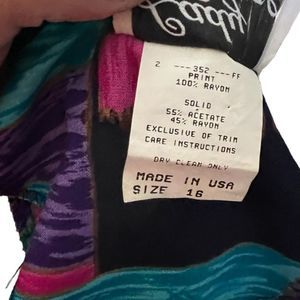 2 --352 --FF
PRINT
100% RAYON
SOLID
55% ACETATE
45% RAYON
EXCLUSIVE OF TRIM
CARE INSTRUCTIONS
DRY CLEAN ONLY
MADE IN USA
SIZE 16